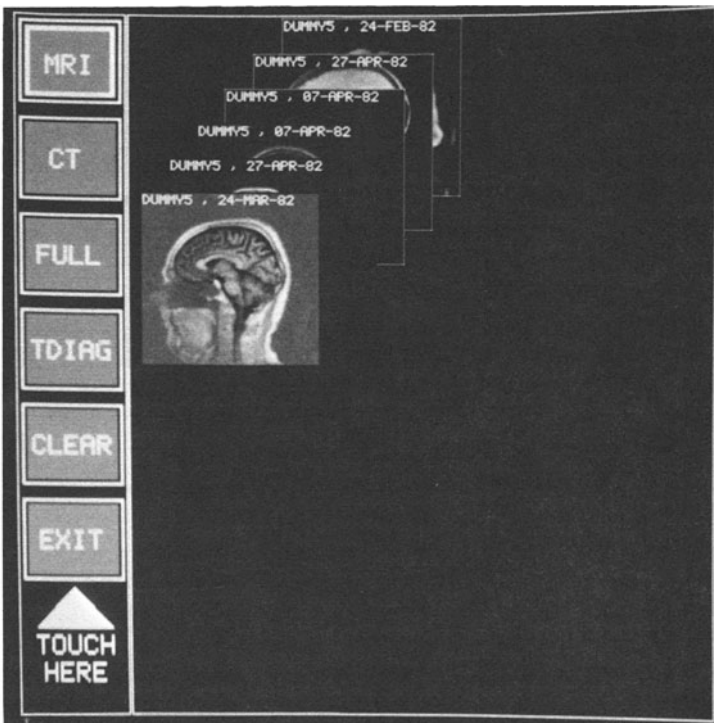 MRI
CT
FULL
TDIAG
CLEAR
EXIT
TOUCH
HERE
DUMMY5 , 24-FEB-82
DUMMY5 , 27-APR-82
DUMMY5 , 07-APR-82
DUMMY5 , 07-APR-82
DUMMY5 , 27-APR-82
DUMMY5 , 24-MAR-82